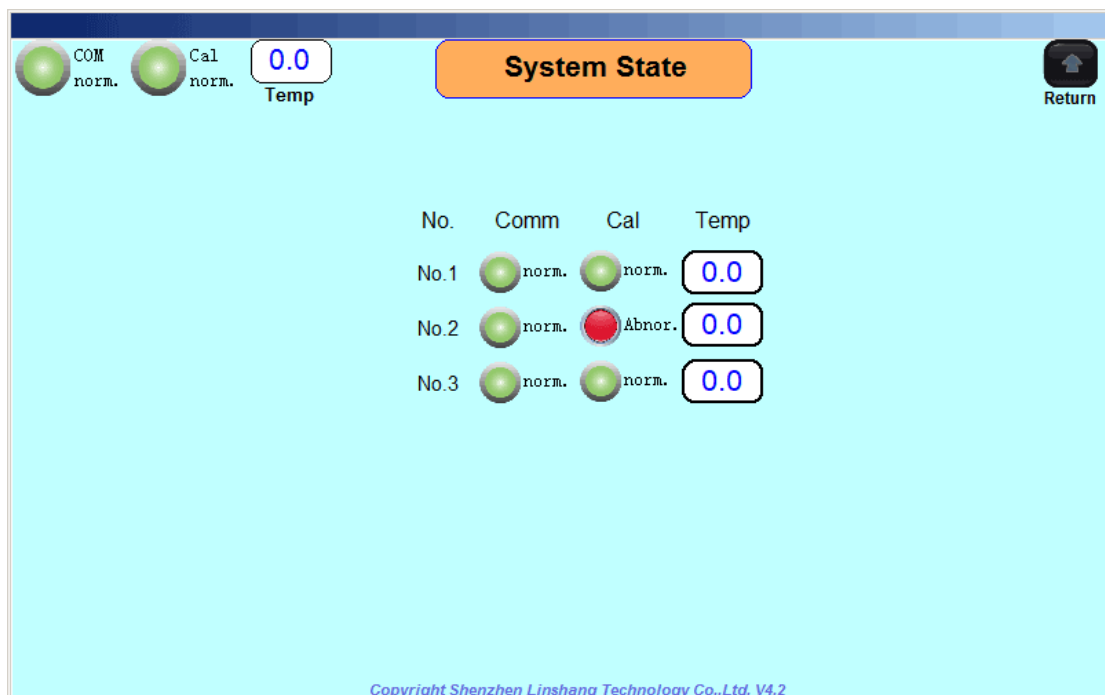 COM norm.
Cal norm.
0.0
Temp
System State
Return
No. Comm Cal Temp
No.1 norm. norm. 0.0
No.2 norm. Abnor. 0.0
No.3 norm. norm. 0.0
Copyright Shenzhen Linshang Technology Co.,Ltd. V4.2